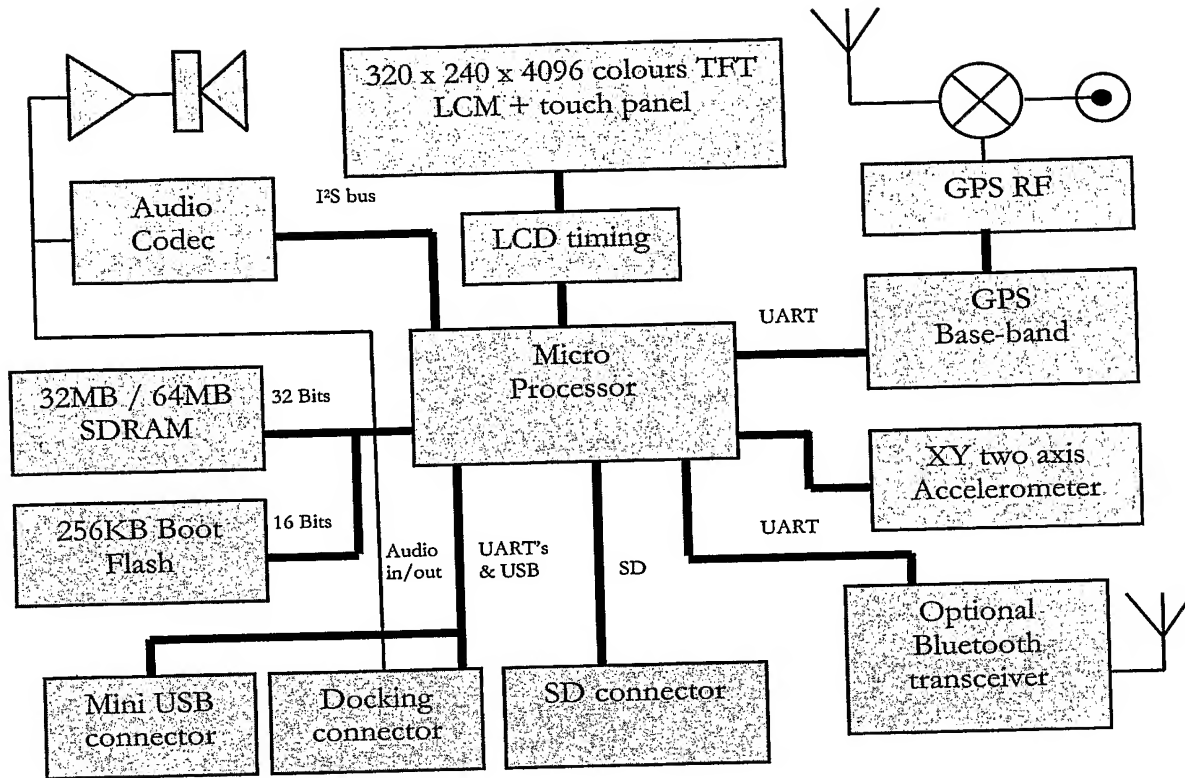 320 x 240 x 4096 colours TFT
LCM + touch panel
Audio
Codec
I²S bus
LCD timing
GPS RF
GPS
Base-band
UART
Micro
Processor
32MB / 64MB
SDRAM
32 Bits
XY two axis
Accelerometer
256KB Boot
Flash
16 Bits
Audio
in/out
UART's
& USB
SD
UART
Optional
Bluetooth
transceiver
Mini USB
connector
Docking
connector
SD connector